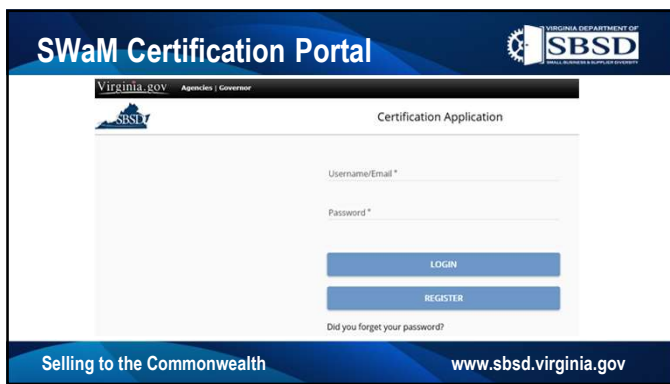 SWaM Certification Portal
VIRGINIA DEPARTMENT OF
SBSD
SMALL BUSINESS & SUPPLIER DIVERSITY
Virginia.gov Agencies | Governor
SBSD
Certification Application
Username/Email *
Password *
LOGIN
REGISTER
Did you forget your password?
Selling to the Commonwealth www.sbsd.virginia.gov